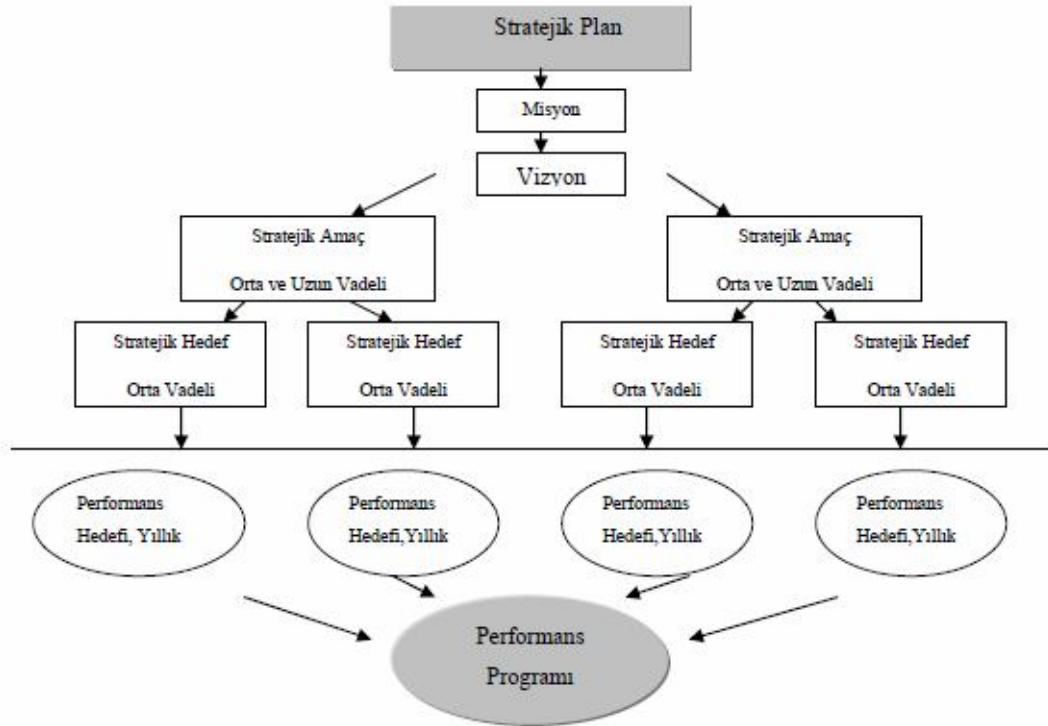 Stratejik Plan
Misyon
Vizyon
Stratejik Amaç
Orta ve Uzun Vadeli
Stratejik Amaç
Orta ve Uzun Vadeli
Stratejik Hedef
Orta Vadeli
Stratejik Hedef
Orta Vadeli
Stratejik Hedef
Orta Vadeli
Stratejik Hedef
Orta Vadeli
Performans
Hedefi, Yıllık
Performans
Hedefi,Yıllık
Performans
Hedefi,Yıllık
Performans
Hedefi,Yıllık
Performans
Programı